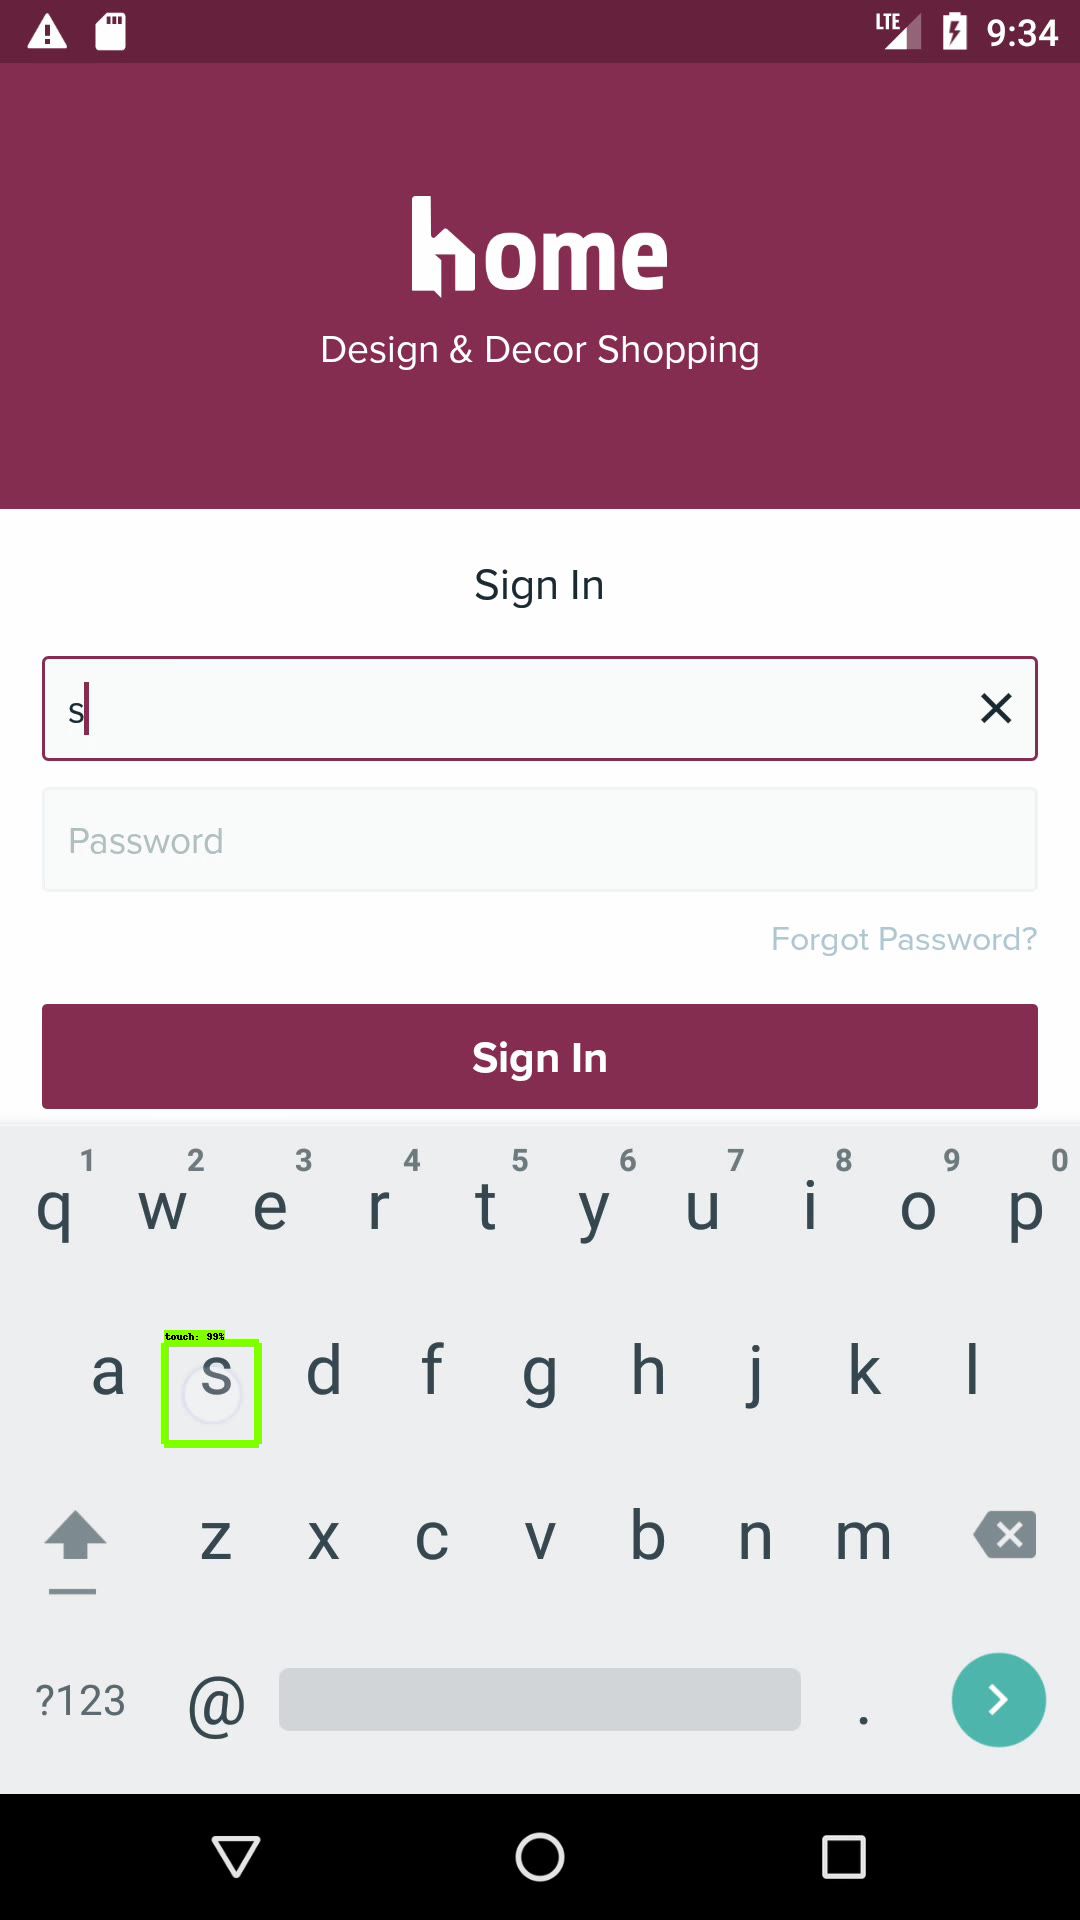 LTE 9:34
home
Design & Decor Shopping
Sign In
s
Password
Forgot Password?
Sign In
1 2 3 4 5 6 7 8 9 0
q w e r t y u i o p
touch: 99%
a s d f g h j k l
z x c v b n m
?123 @ .